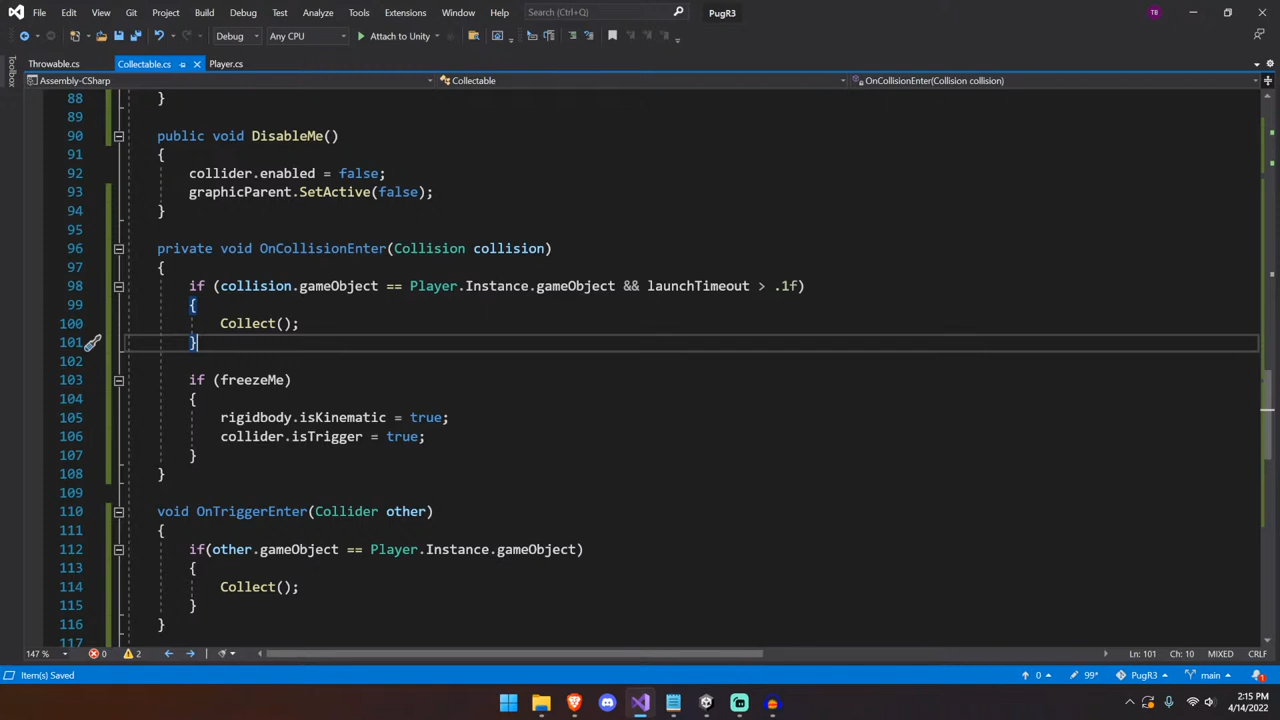 File Edit View Git Project Build Debug Test Analyze Tools Extensions Window Help Search (Ctrl+Q) PugR3 TB
Debug Any CPU Attach to Unity
Toolbox
Throwable.cs Collectable.cs Player.cs
Assembly-CSharp Collectable OnCollisionEnter(Collision collision)
88 }
89
90 public void DisableMe()
91 {
92 collider.enabled = false;
93 graphicParent.SetActive(false);
94 }
95
96 private void OnCollisionEnter(Collision collision)
97 {
98 if (collision.gameObject == Player.Instance.gameObject && launchTimeout > .1f)
99 {
100 Collect();
101 }
102
103 if (freezeMe)
104 {
105 rigidbody.isKinematic = true;
106 collider.isTrigger = true;
107 }
108 }
109
110 void OnTriggerEnter(Collider other)
111 {
112 if(other.gameObject == Player.Instance.gameObject)
113 {
114 Collect();
115 }
116 }
117
147 % 0 2 Ln: 101 Ch: 10 MIXED CRLF
Item(s) Saved 0 99* PugR3 main 1
2:15 PM
4/14/2022